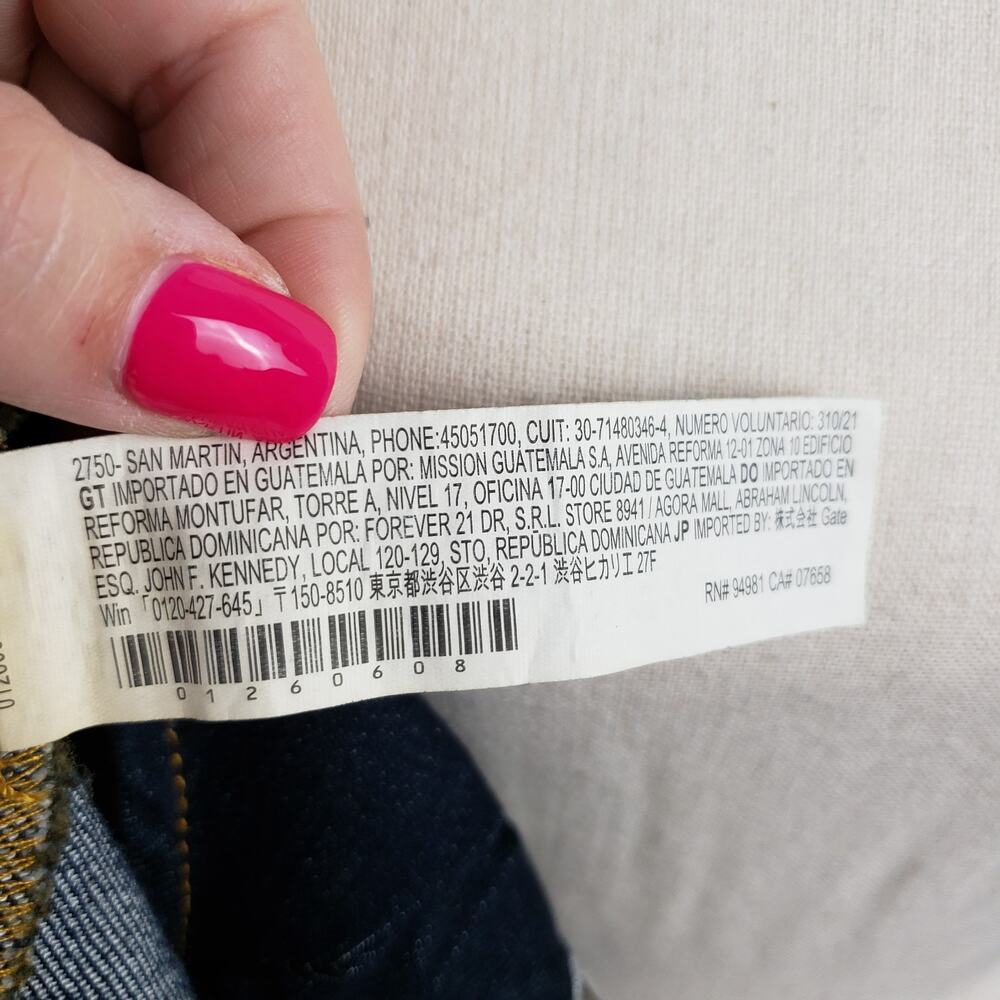 2750- SAN MARTIN, ARGENTINA, PHONE:45051700, CUIT: 30-71480346-4, NUMERO VOLUNTARIO: 310/21
GT IMPORTADO EN GUATEMALA POR: MISSION GUATEMALA S.A, AVENIDA REFORMA 12-01 ZONA 10 EDIFICIO
REFORMA MONTUFAR, TORRE A, NIVEL 17, OFICINA 17-00 CIUDAD DE GUATEMALA DO IMPORTADO EN
REPUBLICA DOMINICANA POR: FOREVER 21 DR, S.R.L. STORE 8941 / AGORA MALL, ABRAHAM LINCOLN,
ESQ. JOHN F. KENNEDY, LOCAL 120-129, STO, REPÚBLICA DOMINICANA JP IMPORTED BY: 株式会社 Gate
Win 「0120-427-645」 〒150-8510 東京都渋谷区渋谷 2-2-1 渋谷ヒカリエ 27F
RN# 94981 CA# 07658
01260608